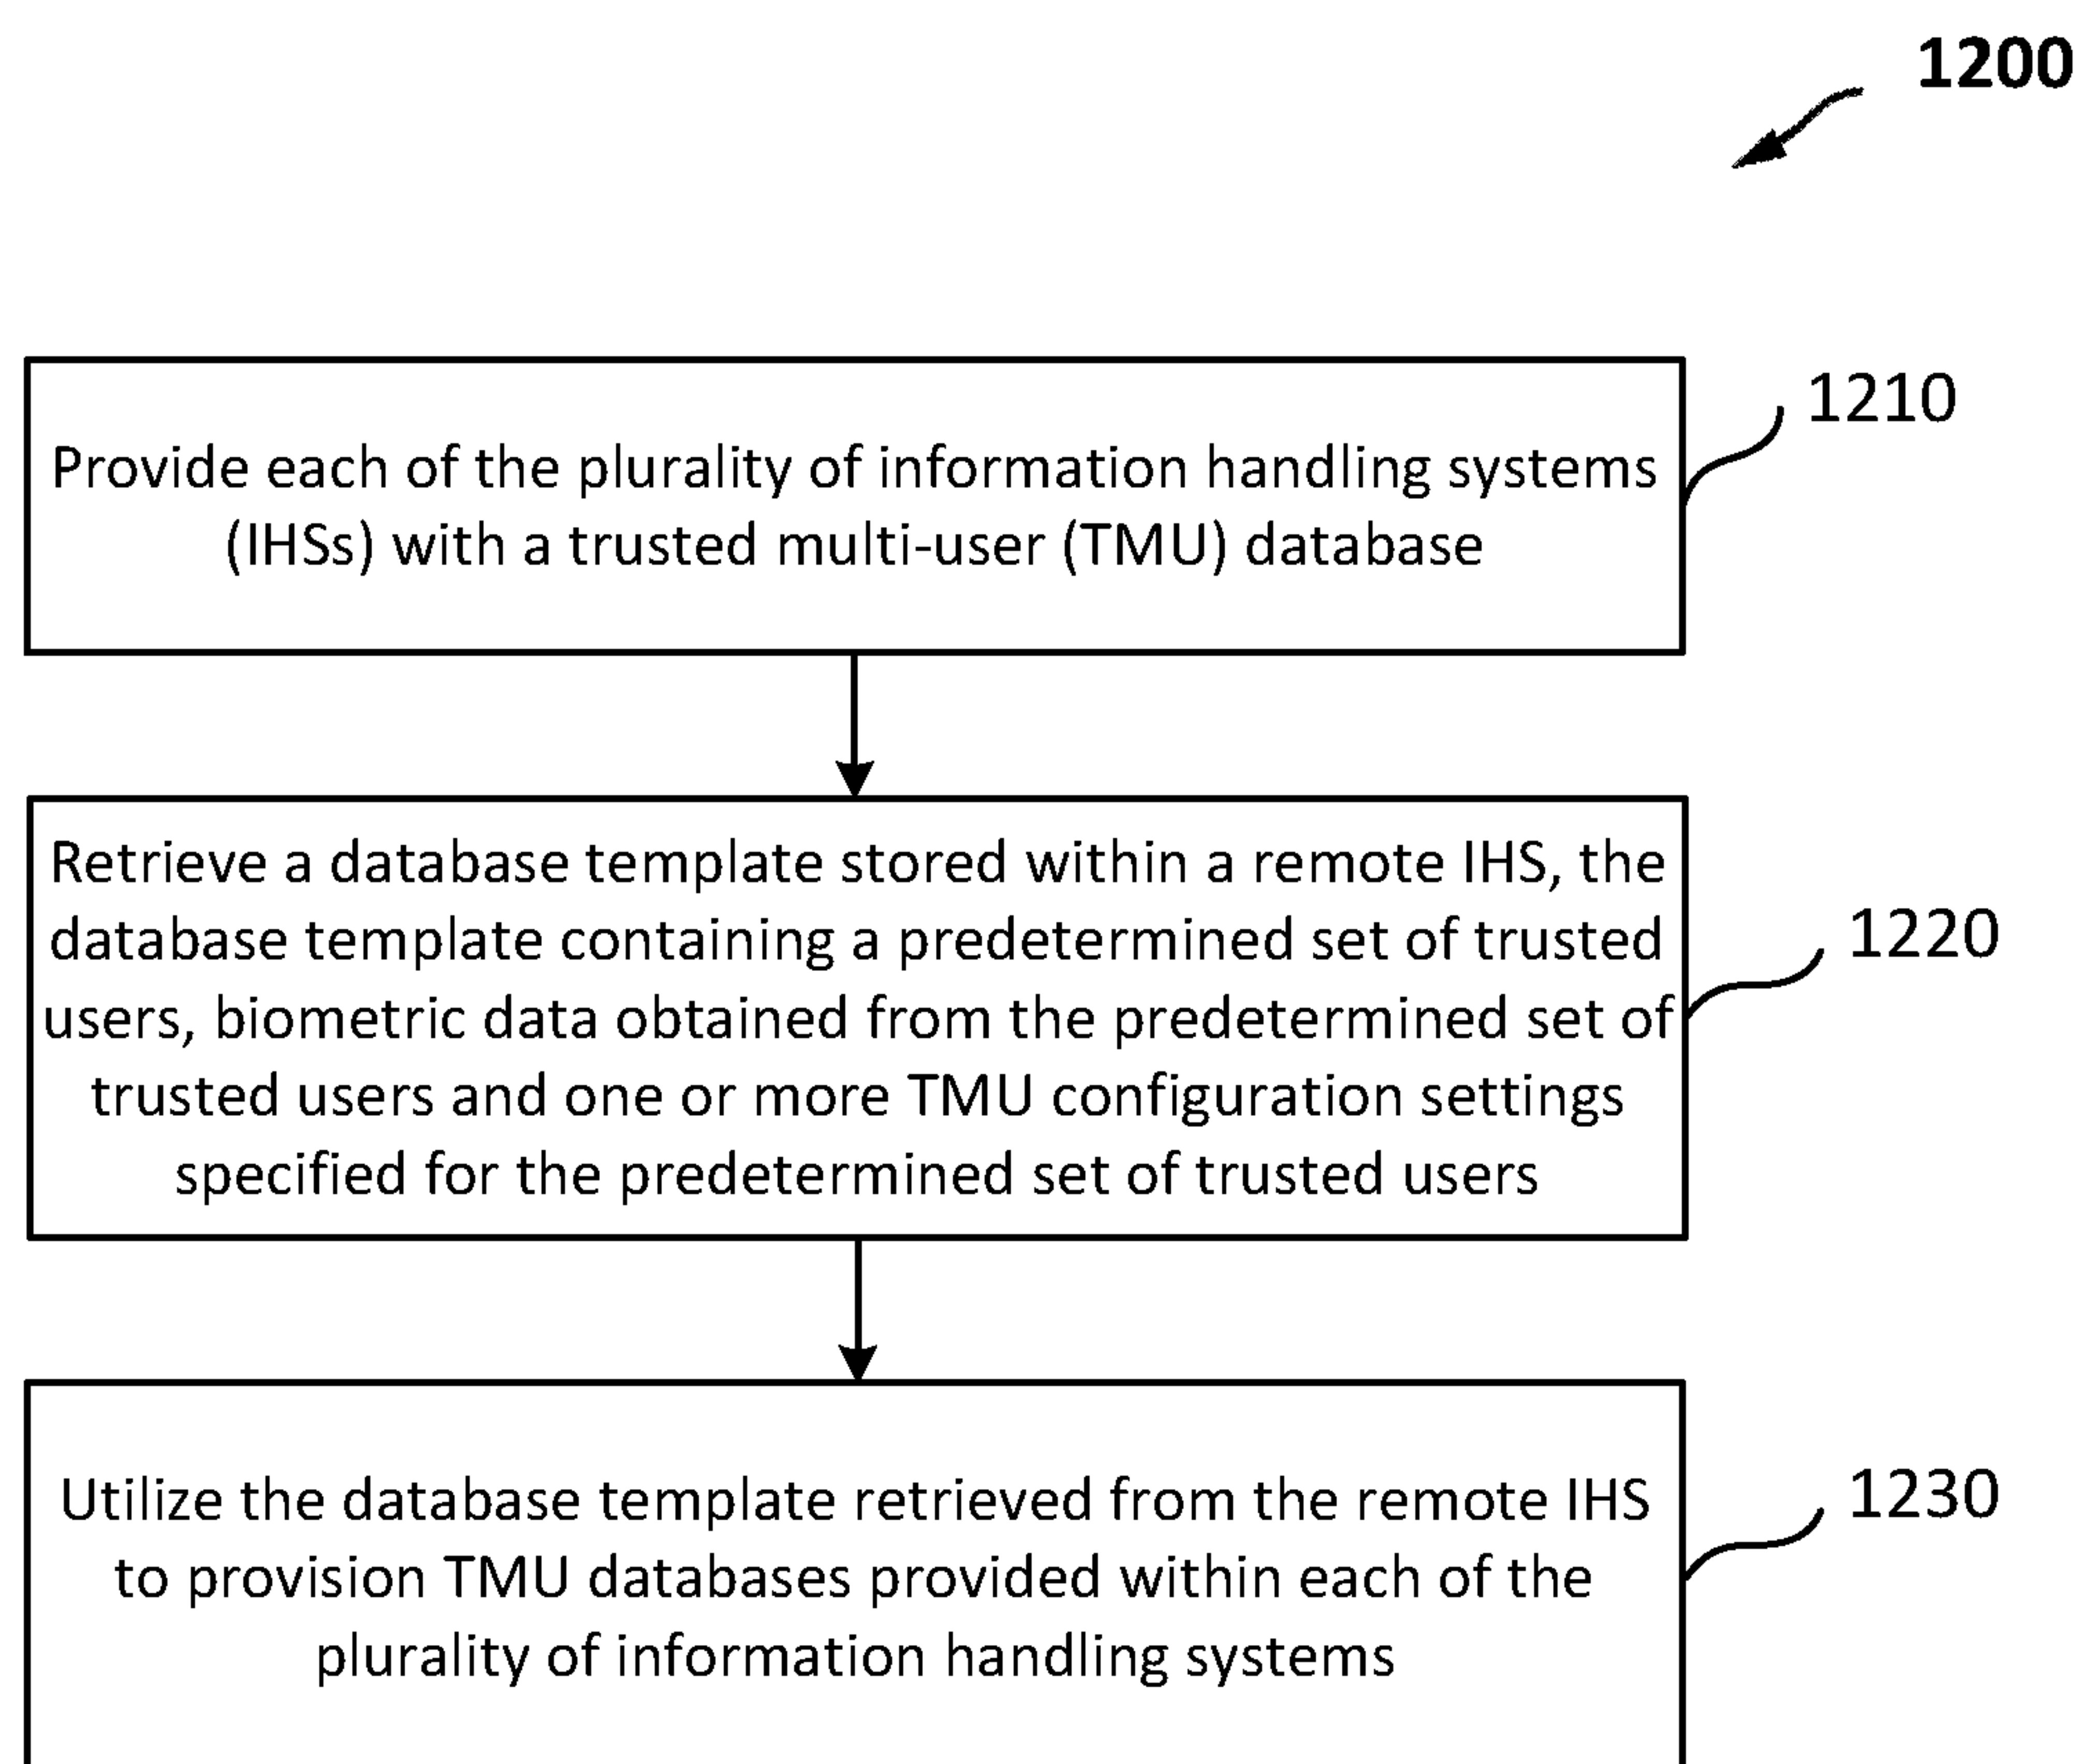 1200
Provide each of the plurality of information handling systems
(IHSs) with a trusted multi-user (TMU) database
1210
Retrieve a database template stored within a remote IHS, the
database template containing a predetermined set of trusted
users, biometric data obtained from the predetermined set of
trusted users and one or more TMU configuration settings
specified for the predetermined set of trusted users
1220
Utilize the database template retrieved from the remote IHS
to provision TMU databases provided within each of the
plurality of information handling systems
1230